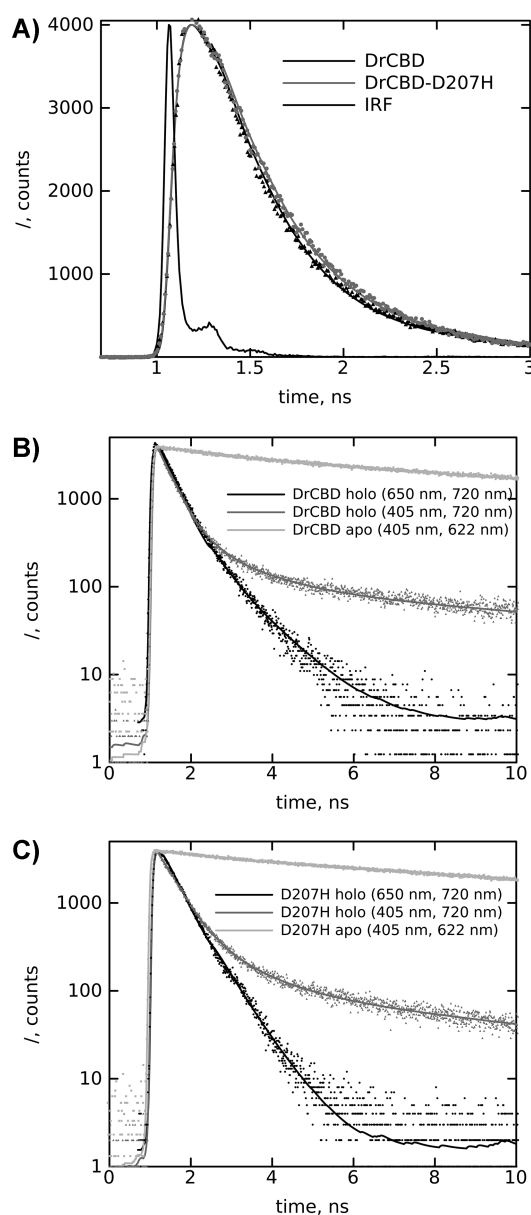 A)
4000
3000
2000
1000
I, counts
DrCBD
DrCBD-D207H
IRF
1
1.5
2
2.5
3
time, ns
B)
1000
100
10
1
I, counts
DrCBD holo (650 nm, 720 nm)
DrCBD holo (405 nm, 720 nm)
DrCBD apo (405 nm, 622 nm)
0
2
4
6
8
10
time, ns
C)
1000
100
10
1
I, counts
D207H holo (650 nm, 720 nm)
D207H holo (405 nm, 720 nm)
D207H apo (405 nm, 622 nm)
0
2
4
6
8
10
time, ns